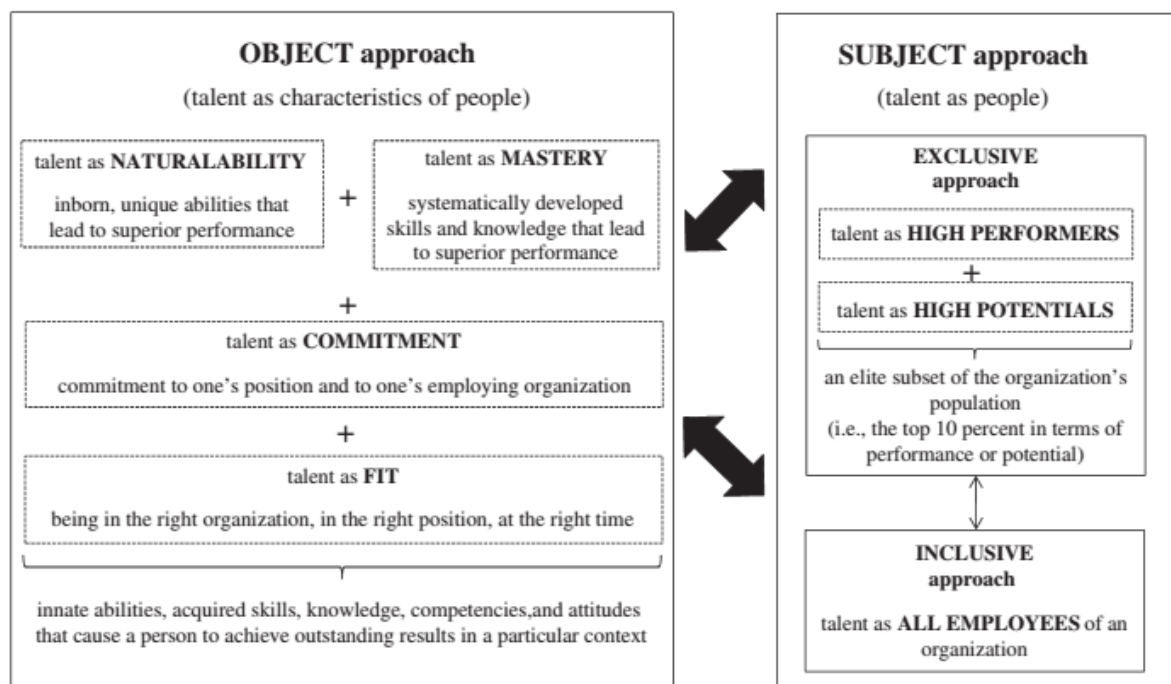 OBJECT approach
(talent as characteristics of people)
talent as NATURALABILITY
inborn, unique abilities that
lead to superior performance
+
talent as MASTERY
systematically developed
skills and knowledge that lead
to superior performance
+
talent as COMMITMENT
commitment to one's position and to one's employing organization
+
talent as FIT
being in the right organization, in the right position, at the right time
innate abilities, acquired skills, knowledge, competencies,and attitudes
that cause a person to achieve outstanding results in a particular context
SUBJECT approach
(talent as people)
EXCLUSIVE
approach
talent as HIGH PERFORMERS
+
talent as HIGH POTENTIALS
an elite subset of the organization's
population
(i.e., the top 10 percent in terms of
performance or potential)
INCLUSIVE
approach
talent as ALL EMPLOYEES of an
organization